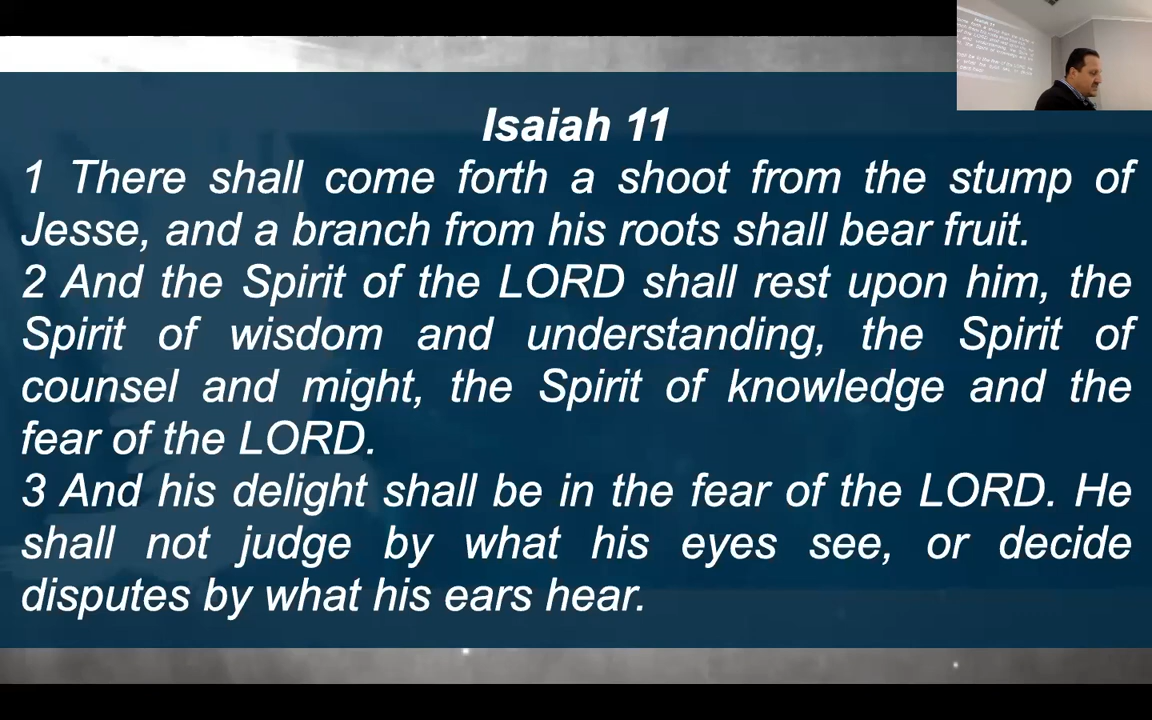 Isaiah 11
1 There shall come forth a shoot from the stump of
Jesse, and a branch from his roots shall bear fruit.
2 And the Spirit of the LORD shall rest upon him, the
Spirit of wisdom and understanding, the Spirit of
counsel and might, the Spirit of knowledge and the
fear of the LORD.
3 And his delight shall be in the fear of the LORD. He
shall not judge by what his eyes see, or decide
disputes by what his ears hear.